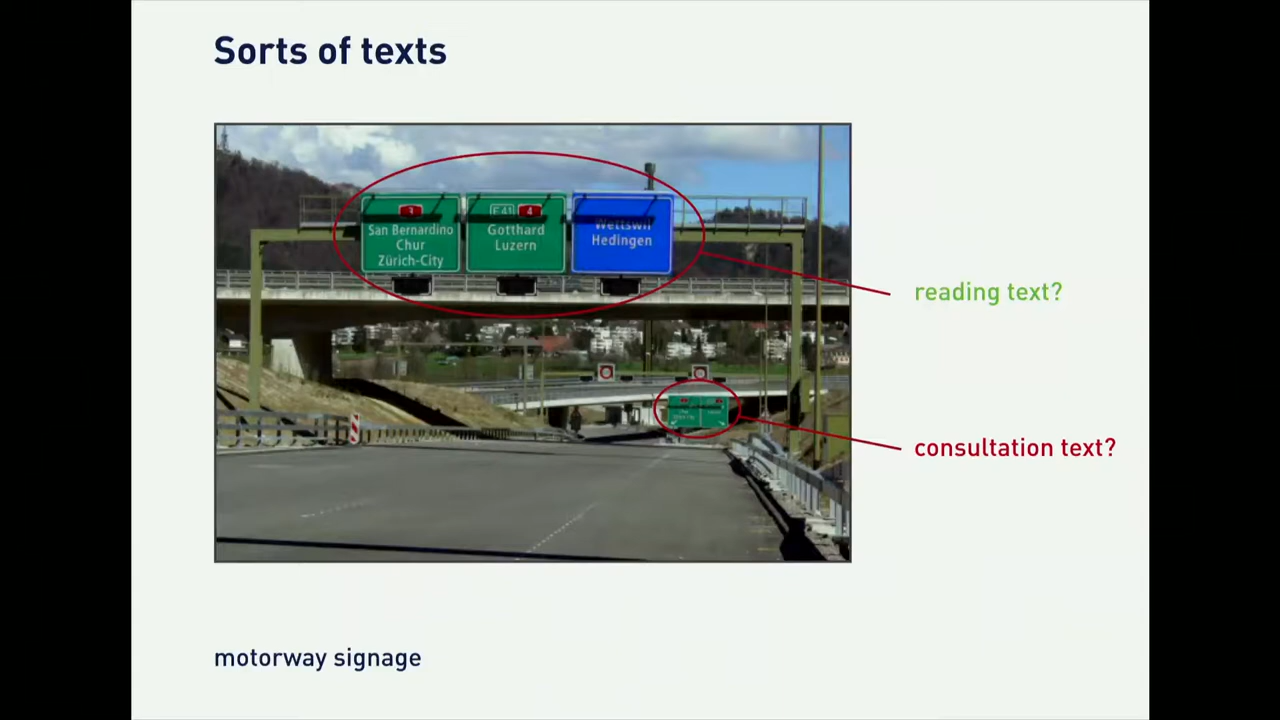 Sorts of texts
3
San Bernardino
Chur
Zürich-City
E41 4
Gotthard
Luzern
Wettswil
Hedingen
reading text?
consultation text?
motorway signage